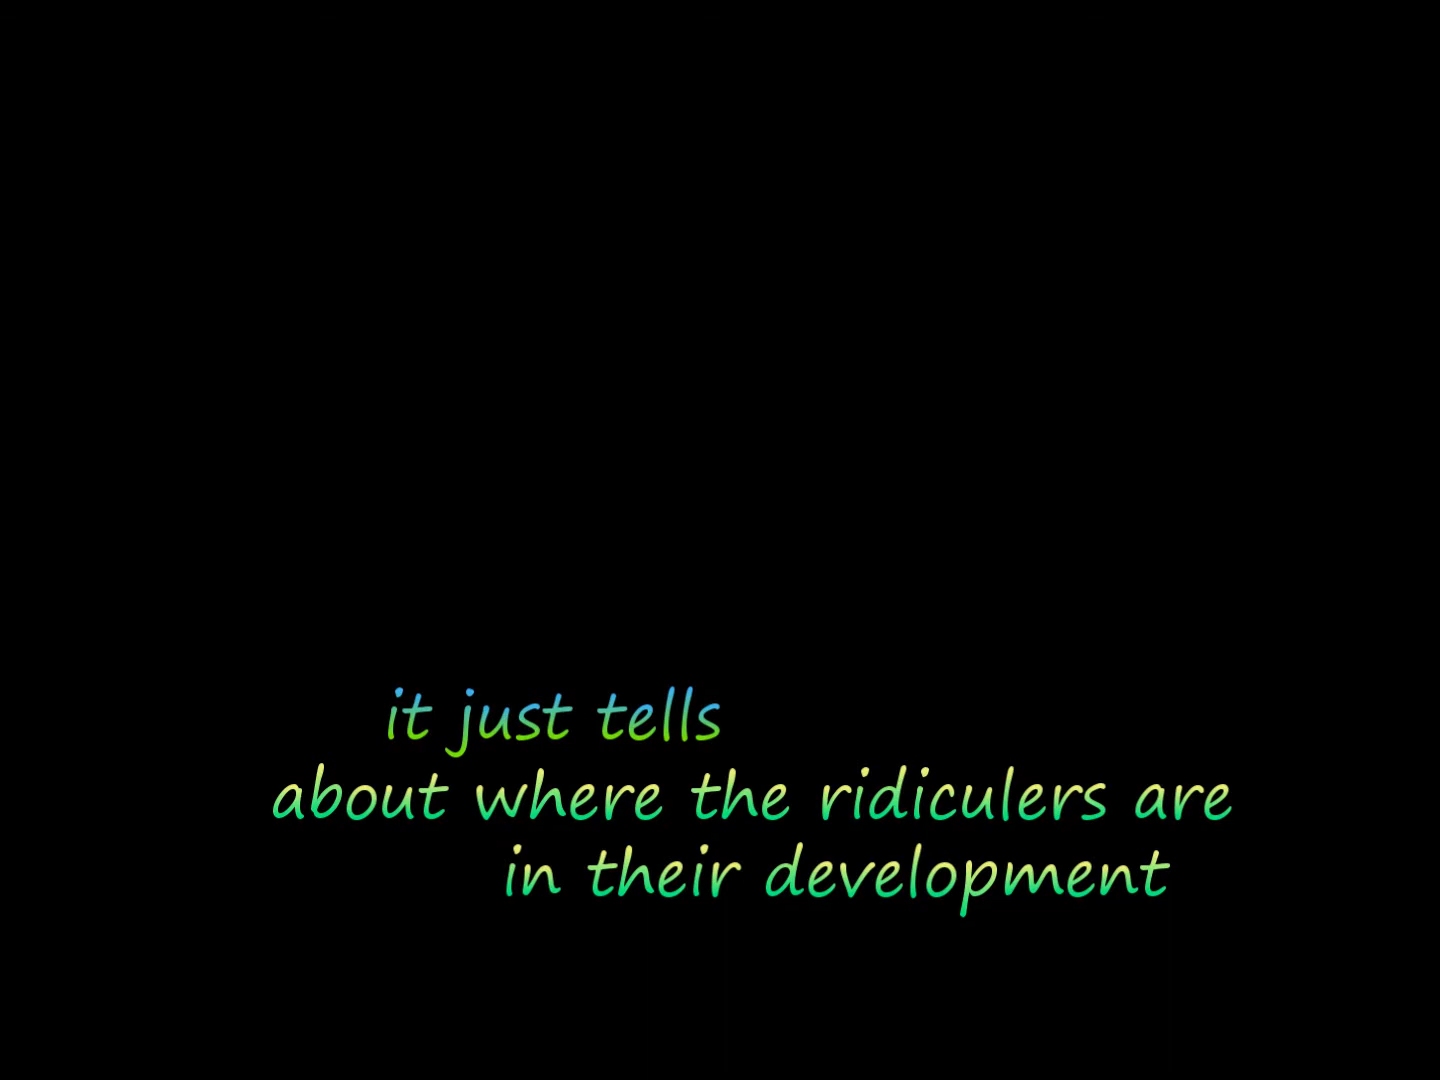 it just tells
about where the ridiculers are
in their development